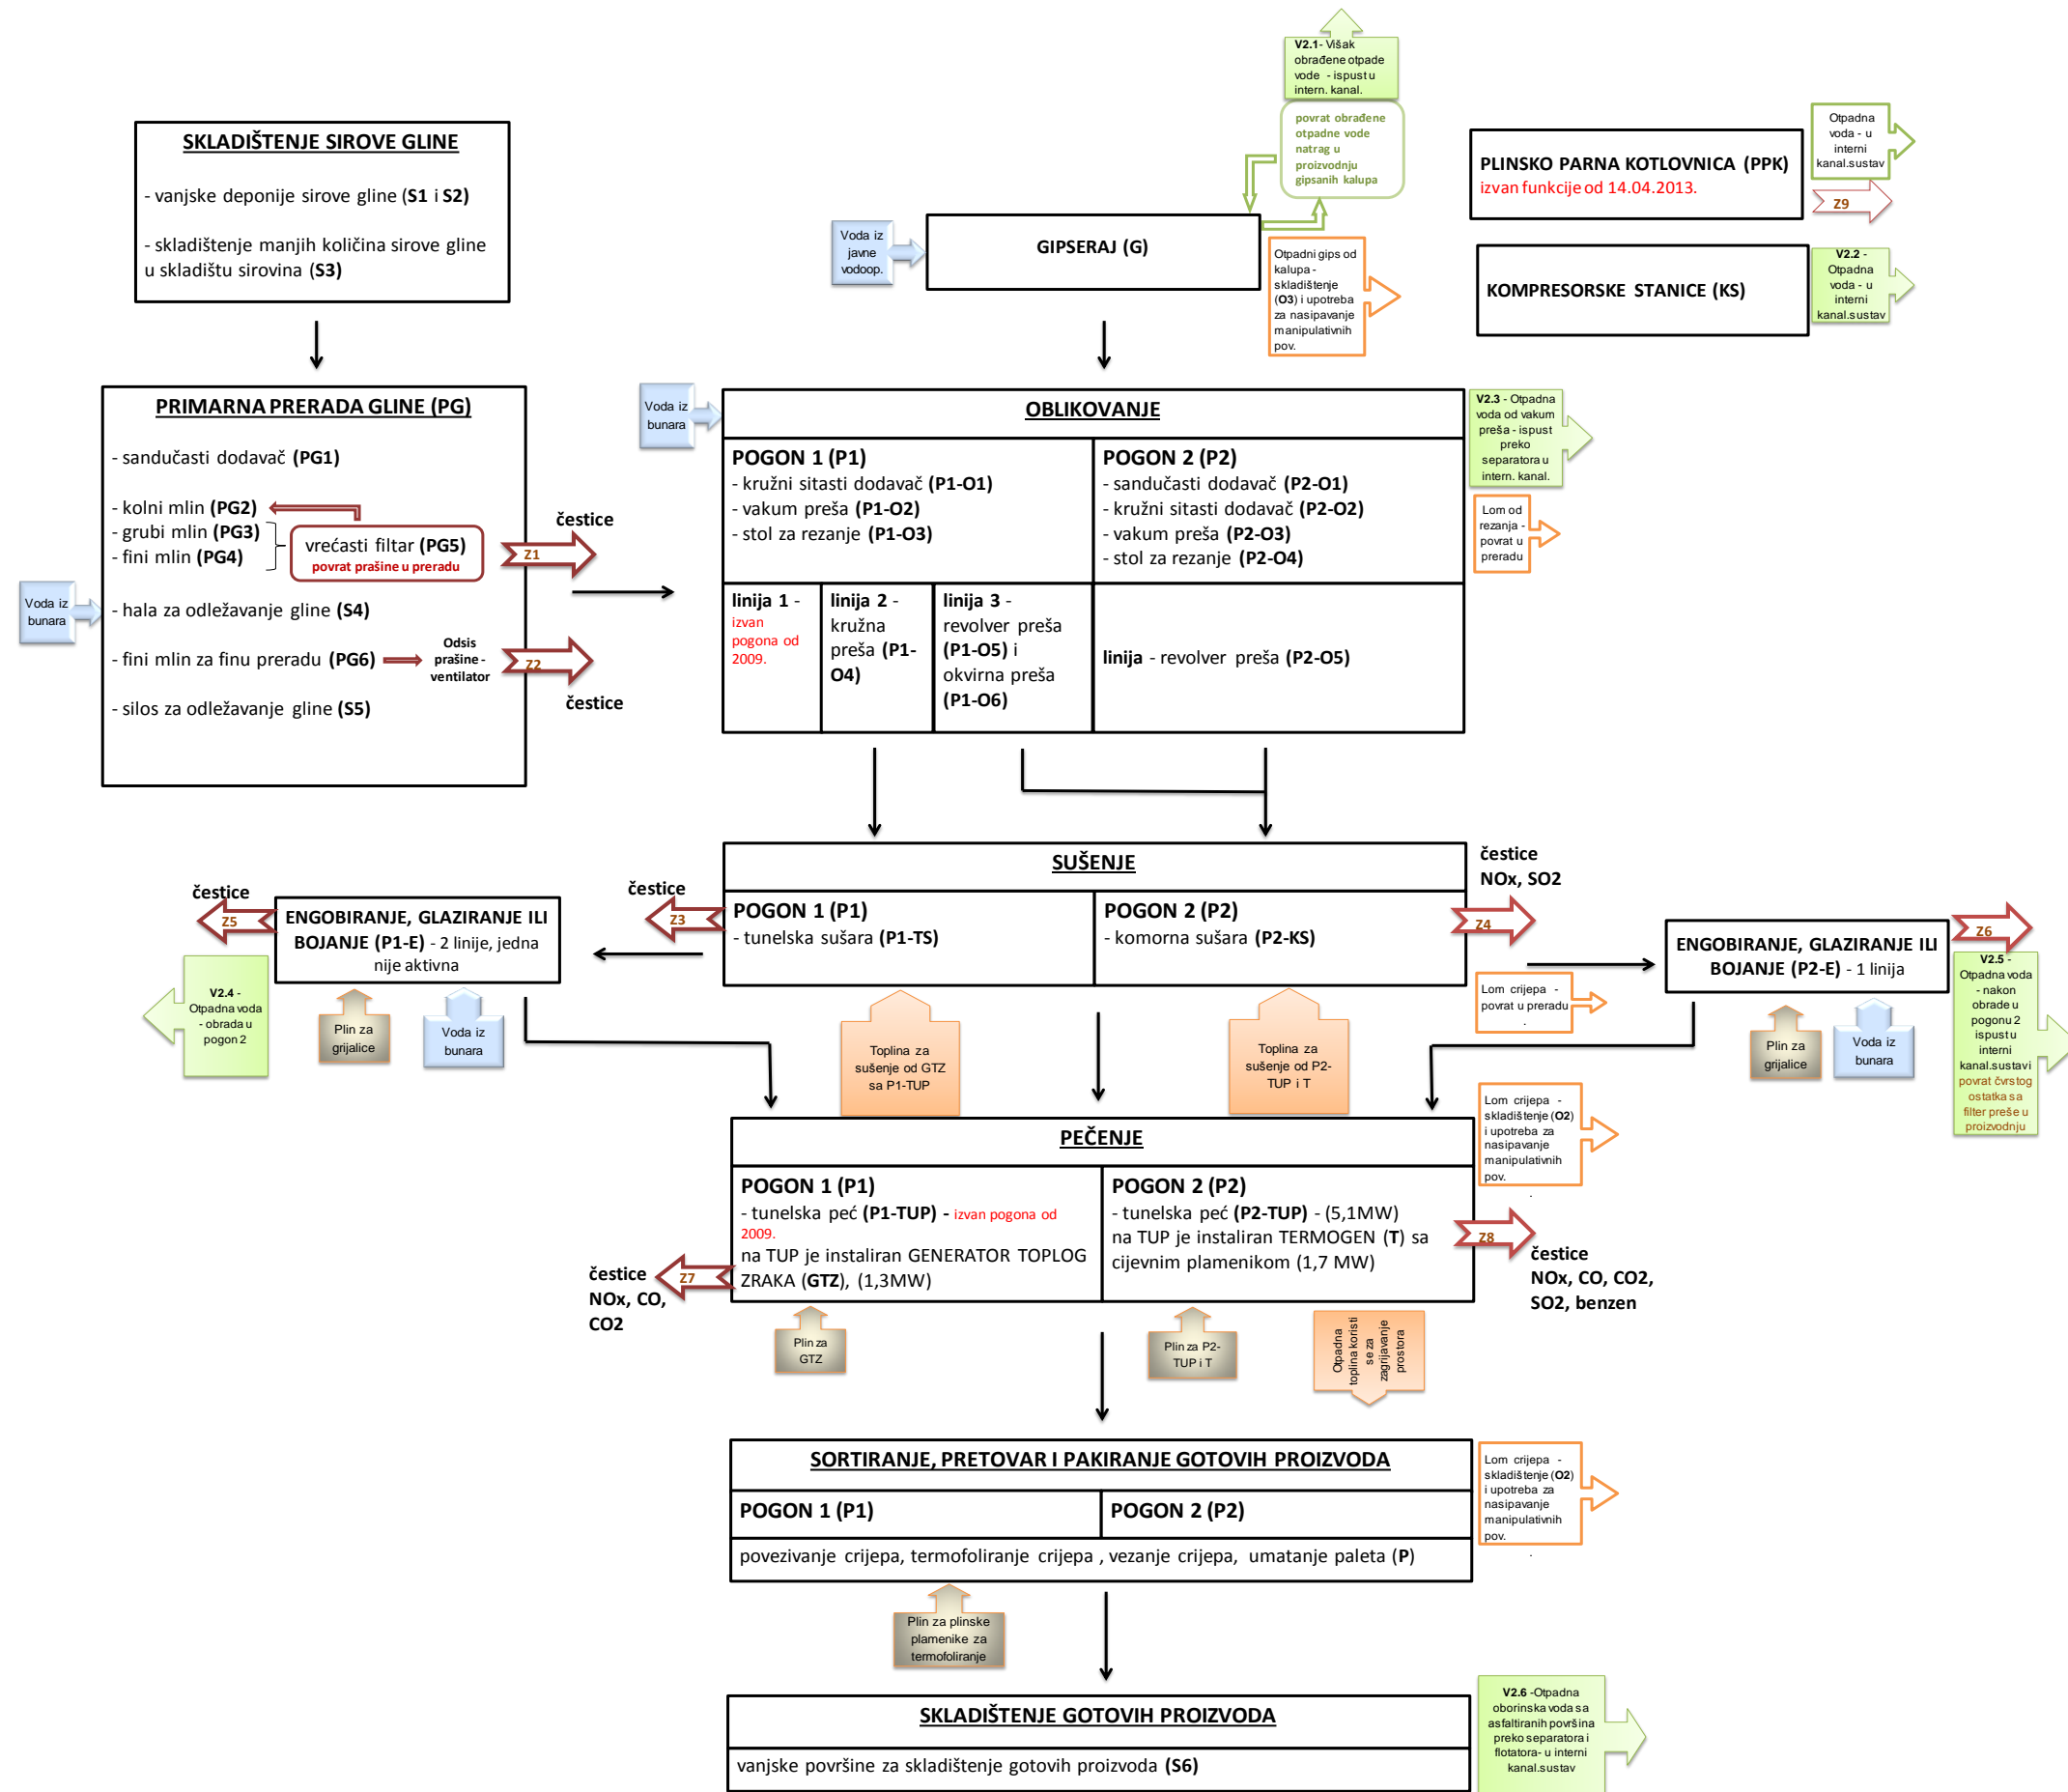 V2.1- Višak
obrađene otpade
vode - ispust u
intern. kanal.
povrat obrađene
otpadne vode
natrag u
proizvodnju
gipsanih kalupa
SKLADIŠTENJE SIROVE GLINE
- vanjske deponije sirove gline (S1 i S2)
- skladištenje manjih količina sirove gline
u skladištu sirovina (S3)
Voda iz
javne
vodoop.
GIPSERAJ (G)
Otpadni gips od
kalupa -
skladištenje
(O3) i upotreba
za nasipavanje
manipulativnih
pov.
PLINSKO PARNA KOTLOVNICA (PPK)
izvan funkcije od 14.04.2013.
Otpadna
voda - u
interni
kanal.sustav
Z9
KOMPRESORSKE STANICE (KS)
V2.2 -
Otpadna
voda - u
interni
kanal.sustav
PRIMARNA PRERADA GLINE (PG)
- sandučasti dodavač (PG1)
- kolni mlin (PG2)
- grubi mlin (PG3)
- fini mlin (PG4)
vrećasti filtar (PG5)
povrat prašine u preradu
- hala za odležavanje gline (S4)
- fini mlin za finu preradu (PG6)
Odsis
prašine -
ventilator
- silos za odležavanje gline (S5)
Voda iz
bunara
čestice
Z1
Z2
čestice
Voda iz
bunara
OBLIKOVANJE
POGON 1 (P1)
- kružni sitasti dodavač (P1-O1)
- vakum preša (P1-O2)
- stol za rezanje (P1-O3)
POGON 2 (P2)
- sandučasti dodavač (P2-O1)
- kružni sitasti dodavač (P2-O2)
- vakum preša (P2-O3)
- stol za rezanje (P2-O4)
linija 1 -
izvan
pogona od
2009.
linija 2 -
kružna
preša (P1-
O4)
linija 3 -
revolver preša
(P1-O5) i
okvirna preša
(P1-O6)
linija - revolver preša (P2-O5)
V2.3 - Otpadna
voda od vakum
preša - ispust
preko
separatora u
intern. kanal.
Lom od
rezanja -
povrat u
preradu
SUŠENJE
POGON 1 (P1)
- tunelska sušara (P1-TS)
POGON 2 (P2)
- komorna sušara (P2-KS)
čestice
Z3
čestice
NOx, SO2
Z4
čestice
Z5
ENGOBIRANJE, GLAZIRANJE ILI
BOJANJE (P1-E) - 2 linije, jedna
nije aktivna
V2.4 -
Otpadna voda
- obrada u
pogon 2
Plin za
grijalice
Voda iz
bunara
Toplina za
sušenje od GTZ
sa P1-TUP
Toplina za
sušenje od P2-
TUP i T
Lom crijepa -
povrat u preradu
.
ENGOBIRANJE, GLAZIRANJE ILI
BOJANJE (P2-E) - 1 linija
Z6
Plin za
grijalice
Voda iz
bunara
V2.5 -
Otpadna voda
- nakon
obrade u
pogonu 2
ispust u
interni
kanal.sustav i
povrat čvrstog
ostatka sa
filter preše u
proizvodnju
PEČENJE
POGON 1 (P1)
- tunelska peć (P1-TUP) - izvan pogona od
2009.
na TUP je instaliran GENERATOR TOPLOG
ZRAKA (GTZ), (1,3MW)
POGON 2 (P2)
- tunelska peć (P2-TUP) - (5,1MW)
na TUP je instaliran TERMOGEN (T) sa
cijevnim plamenikom (1,7 MW)
Lom crijepa -
skladištenje (O2)
i upotreba za
nasipavanje
manipulativnih
pov.
.
čestice
NOx, CO,
CO2
Z7
Z8
čestice
NOx, CO, CO2,
SO2, benzen
Plin za
GTZ
Plin za P2-
TUP i T
Otpadna
toplina koristi
se za
zagrijavanje
prostora
SORTIRANJE, PRETOVAR I PAKIRANJE GOTOVIH PROIZVODA
POGON 1 (P1)
POGON 2 (P2)
povezivanje crijepa, termofoliranje crijepa , vezanje crijepa, umatanje paleta (P)
Lom crijepa -
skladištenje (O2)
i upotreba za
nasipavanje
manipulativnih
pov.
.
Plin za plinske
plamenike za
termofoliranje
SKLADIŠTENJE GOTOVIH PROIZVODA
vanjske površine za skladištenje gotovih proizvoda (S6)
V2.6 -Otpadna
oborinska voda sa
asfaltiranih površina
preko separatora i
flotatora- u interni
kanal.sustav